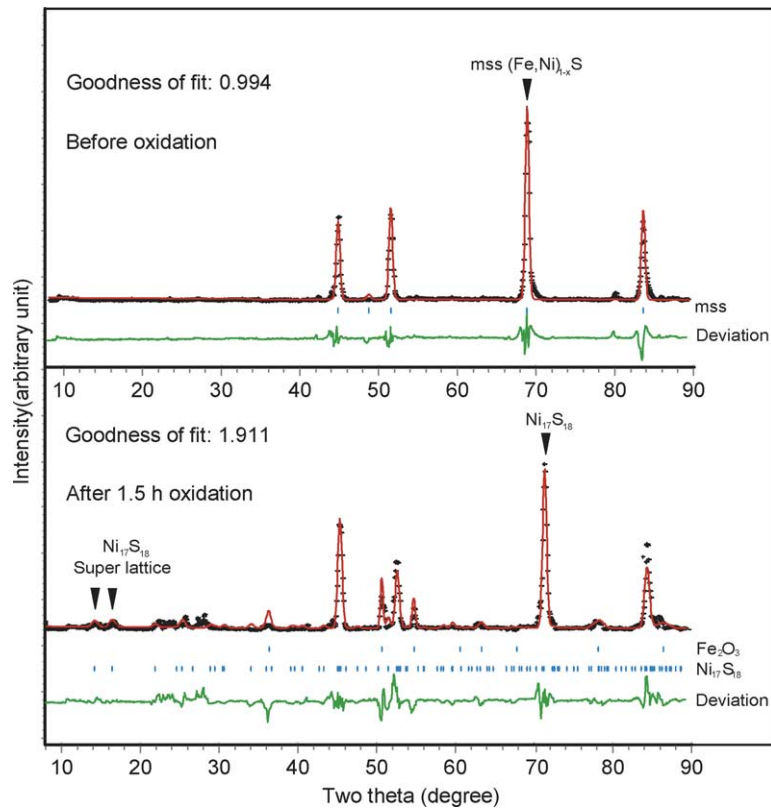 Goodness of fit: 0.994
mss (Fe,Ni)₁₋ₓS
Before oxidation
mss
Deviation
10 20 30 40 50 60 70 80 90
Intensity(arbitrary unit)
Goodness of fit: 1.911
Ni₁₇S₁₈
After 1.5 h oxidation
Ni₁₇S₁₈
Super lattice
Fe₂O₃
Ni₁₇S₁₈
Deviation
10 20 30 40 50 60 70 80 90
Two theta (degree)